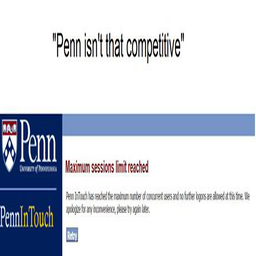 "Penn isn't that competitive"
Penn
UNIVERSITY OF PENNSYLVANIA
PennInTouch
Maximum sessions limit reached
Penn InTouch has reached the maximum number of concurrent users and no further logons are allowed at this time. We
apologize for any inconvenience, please try again later.
Retry